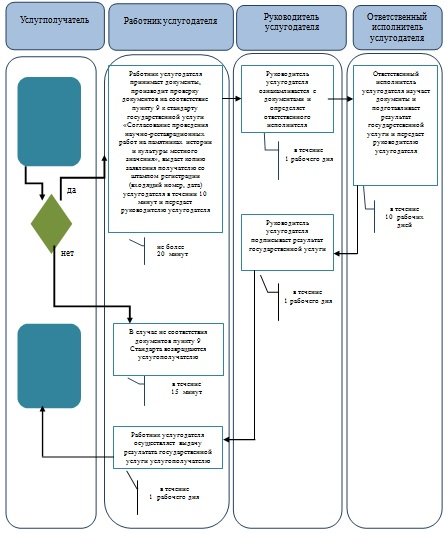 Услугполучатель
Работник услугодателя
Руководитель
услугодателя
Ответственный
исполнитель
услугодателя
да
нет
Работник услугодателя
принимает документы,
производит проверку
документов на соответствие
пункту 9 к стандарту
государственной услуги
«Согласование проведения
научно-реставрационных
работ на памятниках истории
и культуры местного
значения», выдает копию
заявления получателю со
штампом регистрации
(входящий номер, дата)
услугодателя в течении 10
минут и передает
руководителю услугодателя
не более
20 минут
В случае не соответствия
документов пункту 9
Стандарта возвращаются
услугополучателю
в течение
15 минут
Работник услугодателя
осуществляет выдачу
результата государственной
услуги услугополучателю
в течение
1 рабочего дня
Руководитель
услугодателя
ознакамливается с
документами и
определяет
ответственного
исполнителя
в течение
1 рабочего дня
Руководитель
услугодателя
подписывает результат
государственной услуги
в течение
1 рабочего дня
Ответственный
исполнитель
услугодателя изучает
документы и
подготавливает
результат
государственной
услуги и передаст
руководителю
услугодателя
в течение
10 рабочих
дней